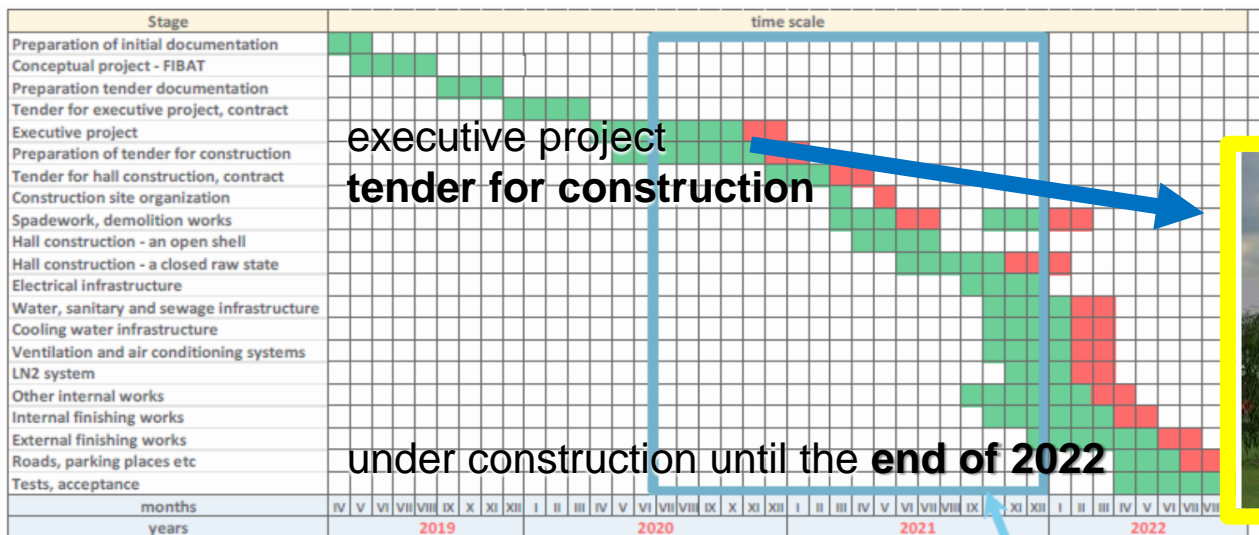 Stage time scale
Preparation of initial documentation
Conceptual project - FIBAT
Preparation tender documentation
Tender for executive project, contract
Executive project
executive project
Preparation of tender for construction
Tender for hall construction, contract
tender for construction
Construction site organization
Spadework, demolition works
Hall construction - an open shell
Hall construction - a closed raw state
Electrical infrastructure
Water, sanitary and sewage infrastructure
Cooling water infrastructure
Ventilation and air conditioning systems
LN2 system
Other internal works
Internal finishing works
External finishing works
Roads, parking places etc
under construction until the end of 2022
Tests, acceptance
months IV V VI VII VIII IX X XI XII I II III IV V VI VII VIII IX X XI XII I II III IV V VI VII VIII IX XI XII I II III IV V VI VII
years 2019 2020 2021 2022